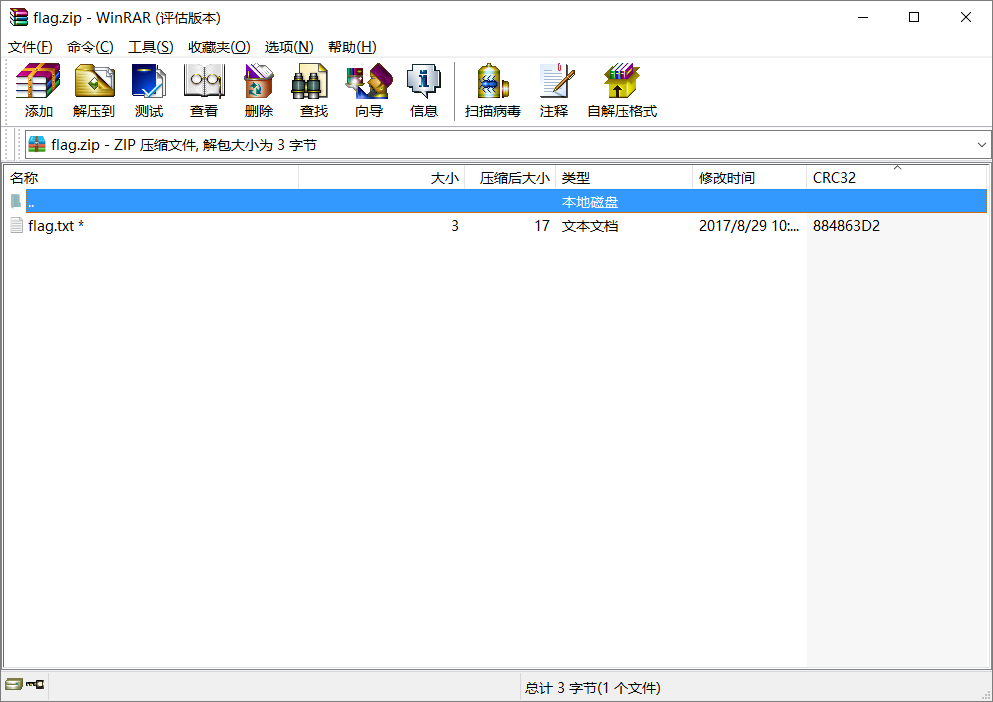 flag.zip - WinRAR (评估版本)
文件(F) 命令(C) 工具(S) 收藏夹(O) 选项(N) 帮助(H)
添加 解压到 测试 查看 删除 查找 向导 信息 扫描病毒 注释 自解压格式
flag.zip - ZIP 压缩文件, 解包大小为 3 字节
名称 大小 压缩后大小 类型 修改时间 CRC32
.. 本地磁盘
flag.txt * 3 17 文本文档 2017/8/29 10:... 884863D2
总计 3 字节(1 个文件)